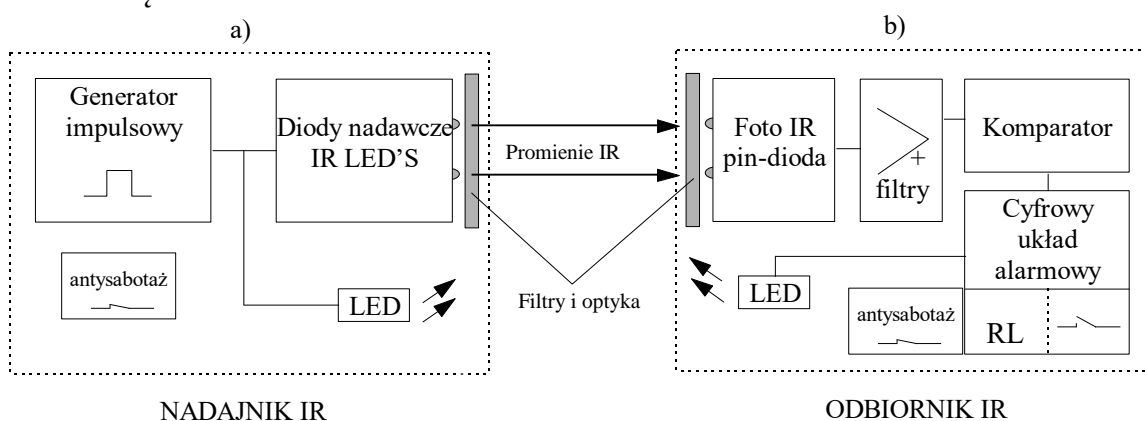 a)
Generator
impulsowy
Diody nadawcze
IR LED'S
antysabotaż
LED
Promienie IR
Filtry i optyka
NADAJNIK IR
b)
Foto IR
pin-dioda
+
filtry
Komparator
Cyfrowy
układ
alarmowy
LED
antysabotaż
RL
ODBIORNIK IR